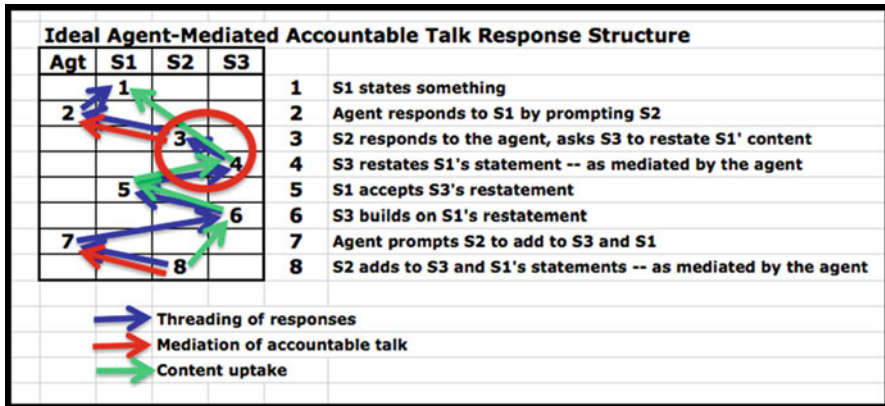 Ideal Agent-Mediated Accountable Talk Response Structure
Agt S1 S2 S3
1 1 S1 states something
2 2 Agent responds to S1 by prompting S2
3 3 S2 responds to the agent, asks S3 to restate S1' content
4 4 S3 restates S1's statement -- as mediated by the agent
5 5 S1 accepts S3's restatement
6 6 S3 builds on S1's restatement
7 7 Agent prompts S2 to add to S3 and S1
8 8 S2 adds to S3 and S1's statements -- as mediated by the agent
Threading of responses
Mediation of accountable talk
Content uptake